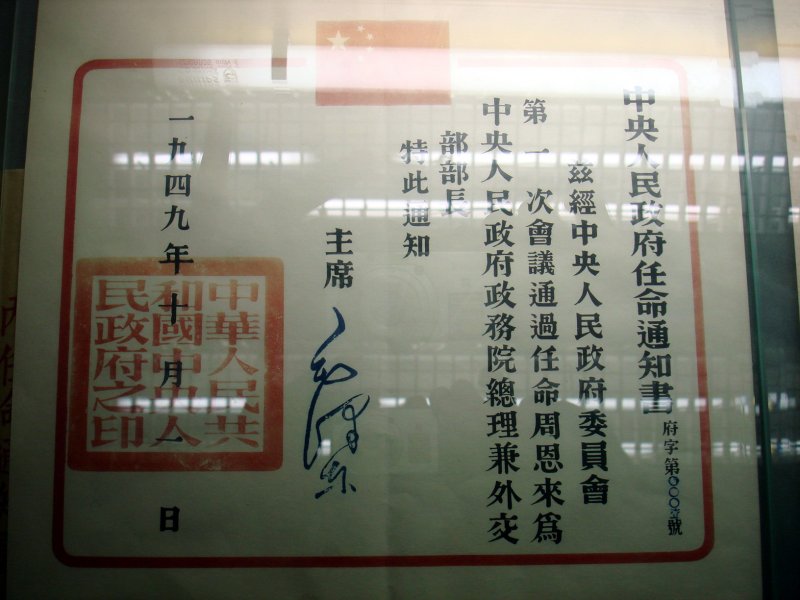 中央人民政府任命通知書
府字第
號
茲經中央人民政府委員會
第一次會議通過任命周恩來爲
中央人民政府政務院總理兼外交
部部長
特此通知
主席
毛澤東
一九四九年十月一日
中華人民共
和國中央人
民政府之印